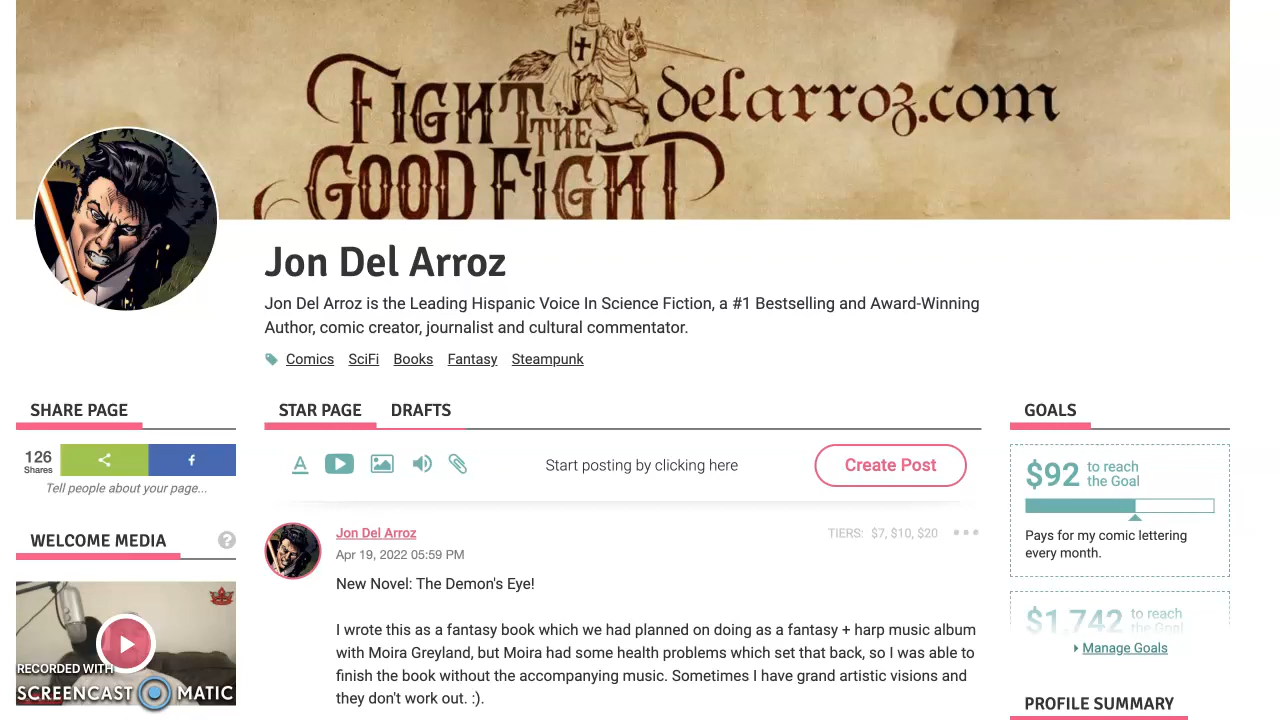 FIGHT
THE
GOOD FIGHT
delarroz.com
Jon Del Arroz
Jon Del Arroz is the Leading Hispanic Voice In Science Fiction, a #1 Bestselling and Award-Winning
Author, comic creator, journalist and cultural commentator.
Comics SciFi Books Fantasy Steampunk
SHARE PAGE
126
Shares
Tell people about your page...
WELCOME MEDIA
?
RECORDED WITH
SCREENCAST MATIC
STAR PAGE DRAFTS
A
Start posting by clicking here
Create Post
Jon Del Arroz
TIERS: $7, $10, $20
Apr 19, 2022 05:59 PM
New Novel: The Demon's Eye!
I wrote this as a fantasy book which we had planned on doing as a fantasy + harp music album
with Moira Greyland, but Moira had some health problems which set that back, so I was able to
finish the book without the accompanying music. Sometimes I have grand artistic visions and
they don't work out. :).
GOALS
$92 to reach
the Goal
Pays for my comic lettering
every month.
$1,742 to reach
the Goal
Manage Goals
PROFILE SUMMARY